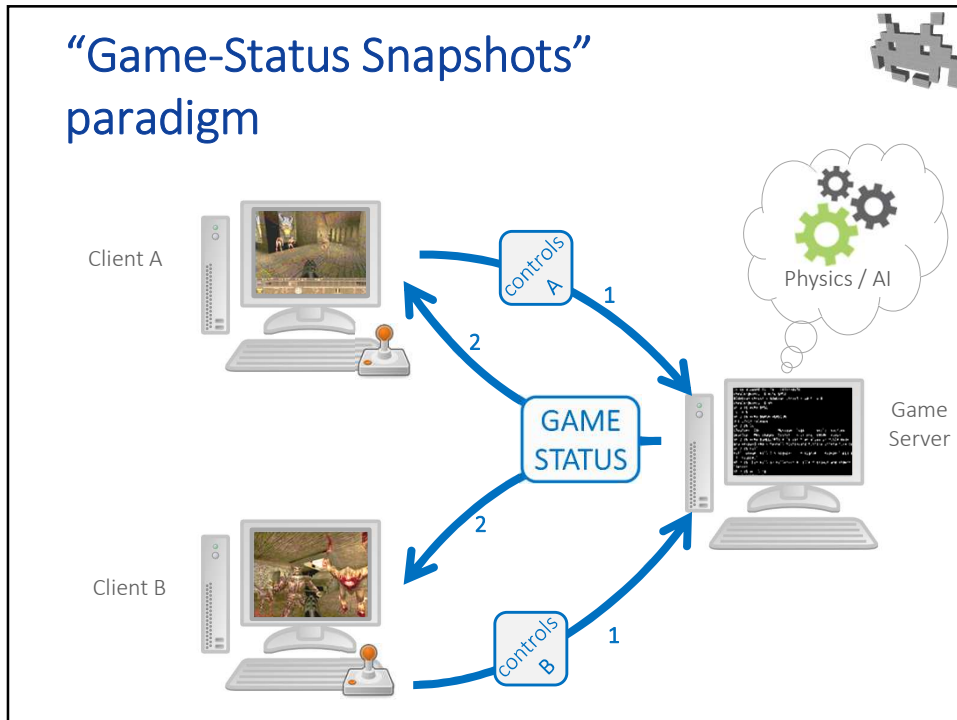 “Game-Status Snapshots”
paradigm
Client A
controls
A
1
Physics / AI
2
GAME
STATUS
Game
Server
2
Client B
controls
B
1